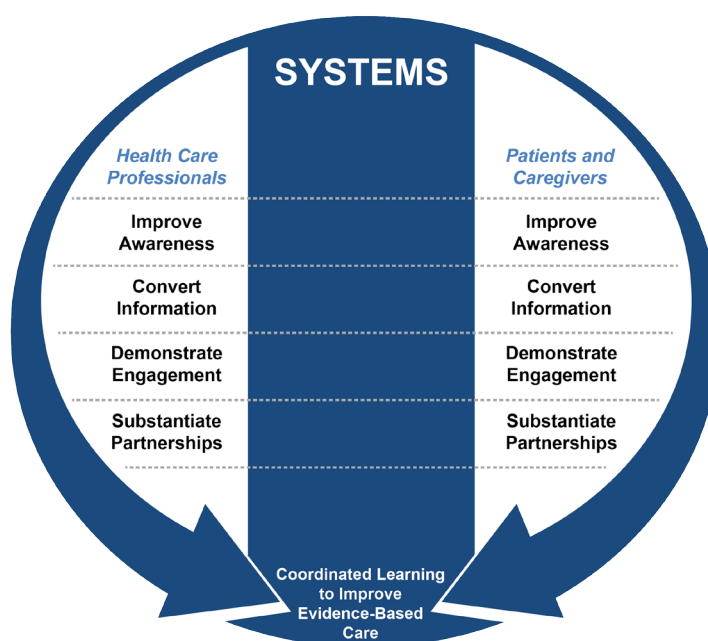 SYSTEMS
Health Care
Professionals
Patients and
Caregivers
Improve
Awareness
Improve
Awareness
Convert
Information
Convert
Information
Demonstrate
Engagement
Demonstrate
Engagement
Substantiate
Partnerships
Substantiate
Partnerships
Coordinated Learning
to Improve
Evidence-Based
Care